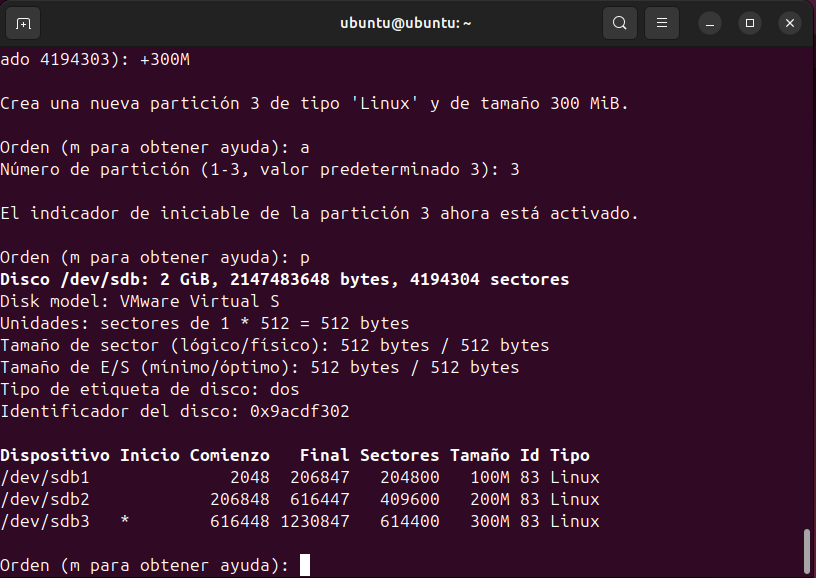 ubuntu@ubuntu: ~
ado 4194303): +300M
Crea una nueva partición 3 de tipo 'Linux' y de tamaño 300 MiB.
Orden (m para obtener ayuda): a
Número de partición (1-3, valor predeterminado 3): 3
El indicador de iniciable de la partición 3 ahora está activado.
Orden (m para obtener ayuda): p
Disco /dev/sdb: 2 GiB, 2147483648 bytes, 4194304 sectores
Disk model: VMware Virtual S
Unidades: sectores de 1 * 512 = 512 bytes
Tamaño de sector (lógico/físico): 512 bytes / 512 bytes
Tamaño de E/S (mínimo/óptimo): 512 bytes / 512 bytes
Tipo de etiqueta de disco: dos
Identificador del disco: 0x9acdf302
Dispositivo Inicio Comienzo   Final Sectores Tamaño Id Tipo
/dev/sdb1              2048  206847   204800   100M 83 Linux
/dev/sdb2            206848  616447   409600   200M 83 Linux
/dev/sdb3   *        616448 1230847   614400   300M 83 Linux
Orden (m para obtener ayuda):